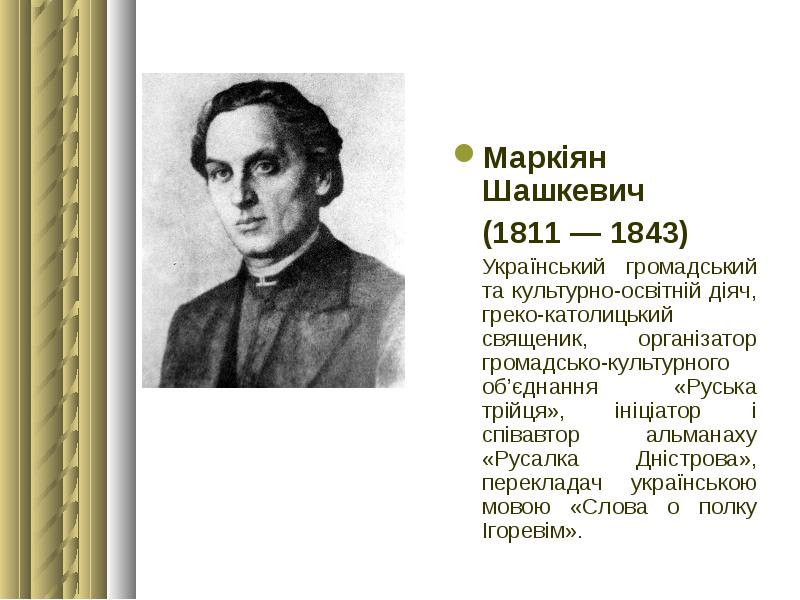 Маркіян
Шашкевич
(1811 — 1843)
Український громадський
та культурно-освітній діяч,
греко-католицький
священик, організатор
громадсько-культурного
об’єднання «Руська
трійця», ініціатор і
співавтор альманаху
«Русалка Дністрова»,
перекладач українською
мовою «Слова о полку
Ігоревім».